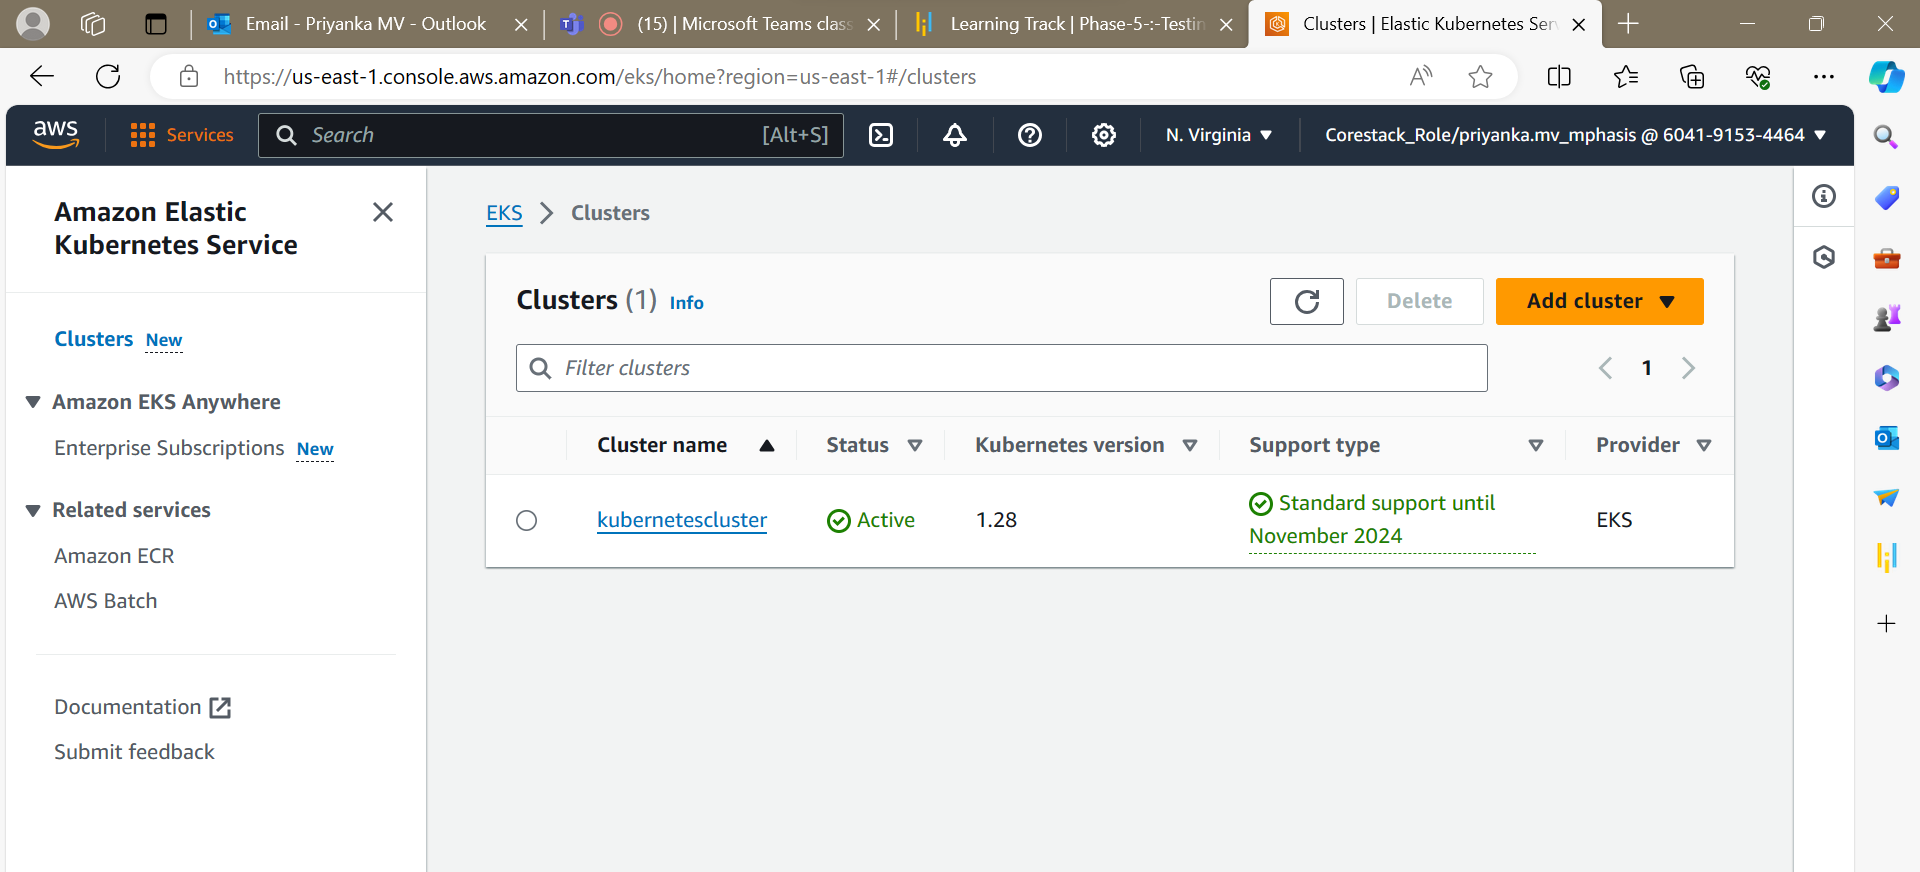 Email - Priyanka MV - Outlook
(15) | Microsoft Teams class
Learning Track | Phase-5-:-Testin
Clusters | Elastic Kubernetes Ser
https://us-east-1.console.aws.amazon.com/eks/home?region=us-east-1#/clusters
aws
Services
Search
[Alt+S]
N. Virginia
Corestack_Role/priyanka.mv_mphasis @ 6041-9153-4464
Amazon Elastic
Kubernetes Service
Clusters New
Amazon EKS Anywhere
Enterprise Subscriptions New
Related services
Amazon ECR
AWS Batch
Documentation
Submit feedback
EKS
Clusters
Clusters (1) Info
Delete
Add cluster
Filter clusters
1
Cluster name
Status
Kubernetes version
Support type
Provider
kubernetescluster
Active
1.28
Standard support until
November 2024
EKS